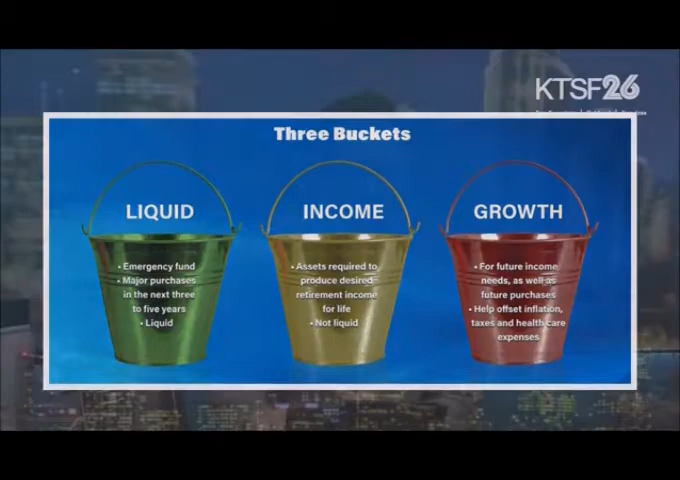 KTSF26
Three Buckets
LIQUID
• Emergency fund
• Major purchases
in the next three
to five years
• Liquid
INCOME
• Assets required to
produce desired
retirement income
for life
• Not liquid
GROWTH
• For future income
needs, as well as
future purchases
• Help offset inflation,
taxes and health care
expenses